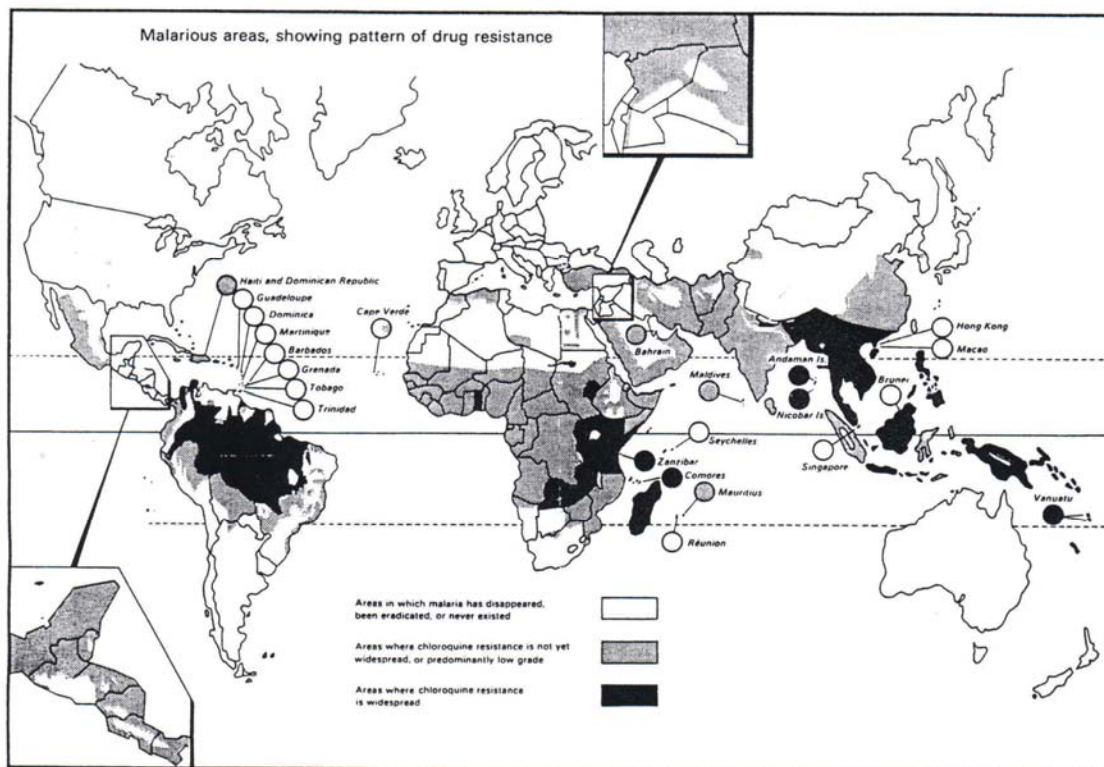 Malarious areas, showing pattern of drug resistance
Haiti and Dominican Republic
Guadeloupe
Dominica
Martinique
Barbados
Grenada
Tobago
Trinidad
Cape Verde
Bahrain
Maldives
Andaman Is.
Nicobar Is
Hong Kong
Macao
Brunei
Singapore
Seychelles
Zanzibar
Comores
Mauritius
Réunion
Vanuatu
Areas in which malaria has disappeared,
been eradicated, or never existed
Areas where chloroquine resistance is not yet
widespread, or predominantly low grade
Areas where chloroquine resistance
is widespread